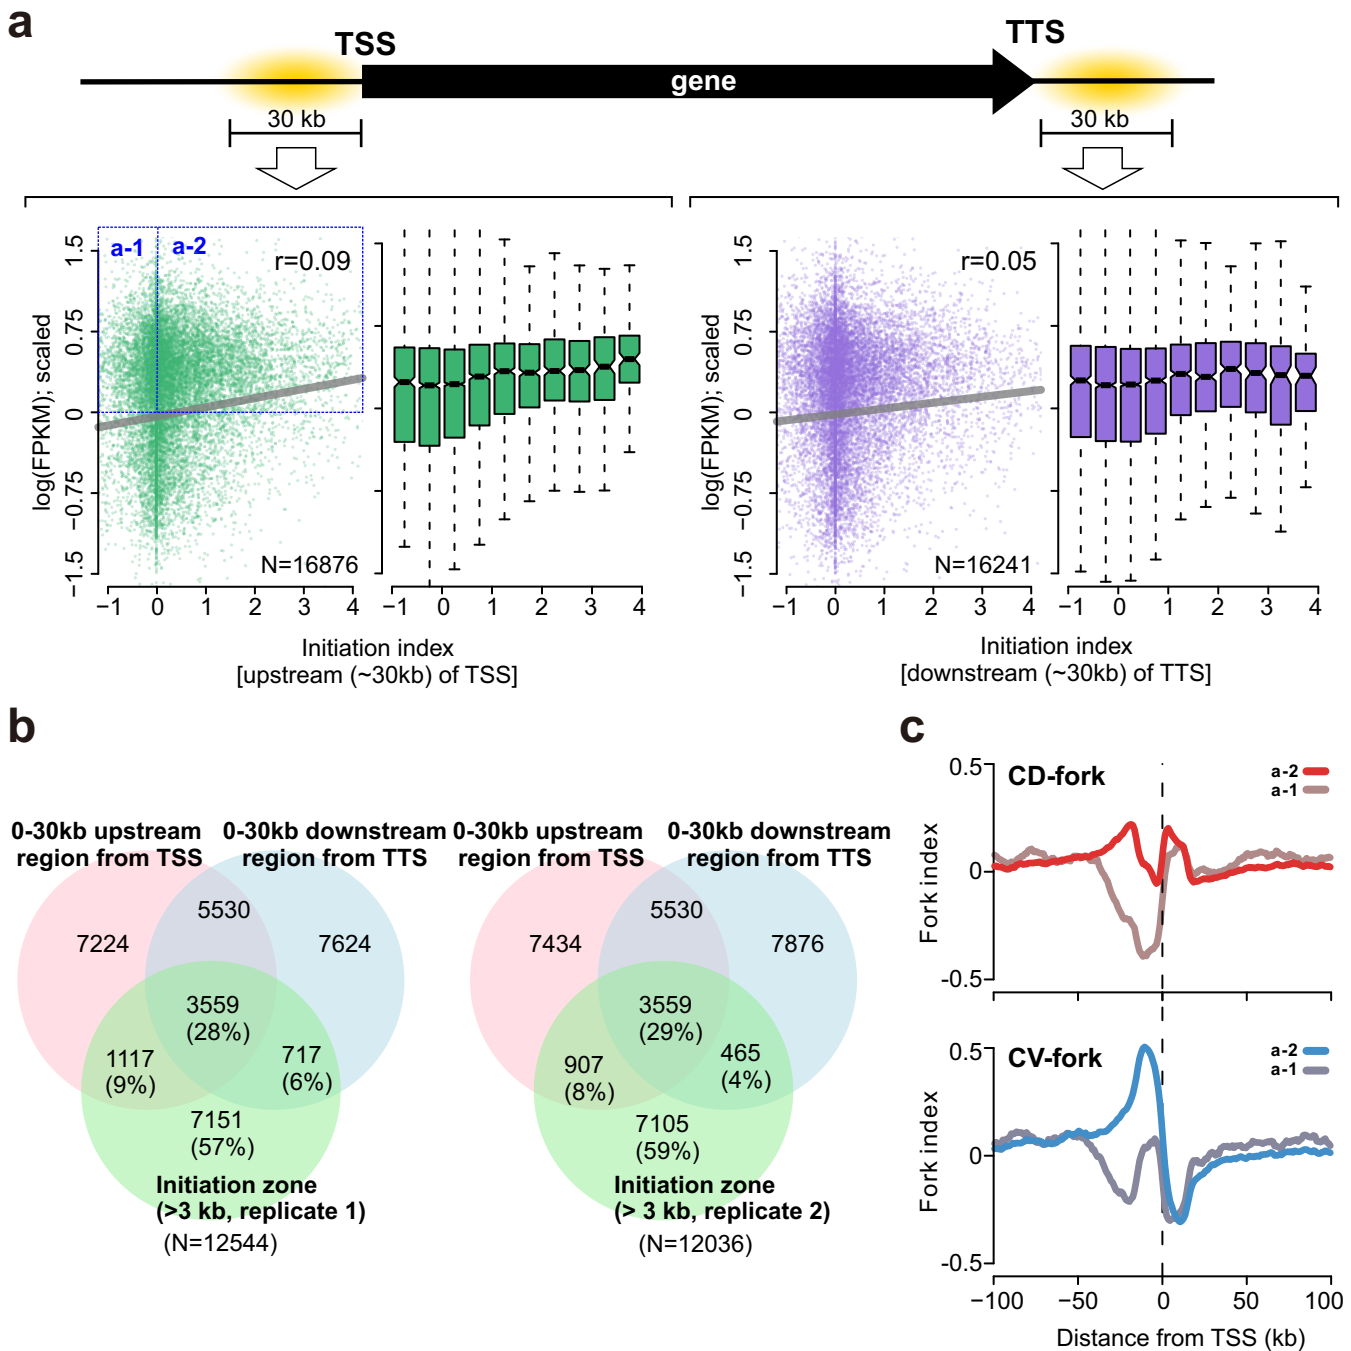 a
TSS
TTS
gene
30 kb
30 kb
a-1
a-2
r=0.09
N=16876
log(FPKM); scaled
1.5
0.75
0
−0.75
−1.5
−1 0 1 2 3 4
−1 0 1 2 3 4
Initiation index
[upstream (~30kb) of TSS]
r=0.05
N=16241
log(FPKM); scaled
1.5
0.75
0
−0.75
−1.5
−1 0 1 2 3 4
−1 0 1 2 3 4
Initiation index
[downstream (~30kb) of TTS]
b
0-30kb upstream
region from TSS
0-30kb downstream
region from TTS
5530
7224
7624
3559
(28%)
1117
(9%)
717
(6%)
7151
(57%)
Initiation zone
(>3 kb, replicate 1)
(N=12544)
0-30kb upstream
region from TSS
0-30kb downstream
region from TTS
5530
7434
7876
3559
(29%)
907
(8%)
465
(4%)
7105
(59%)
Initiation zone
(> 3 kb, replicate 2)
(N=12036)
c
CD-fork
a-2
a-1
Fork index
0.5
0
-0.5
CV-fork
a-2
a-1
Fork index
0.5
0
-0.5
−100 −50 0 50 100
Distance from TSS (kb)